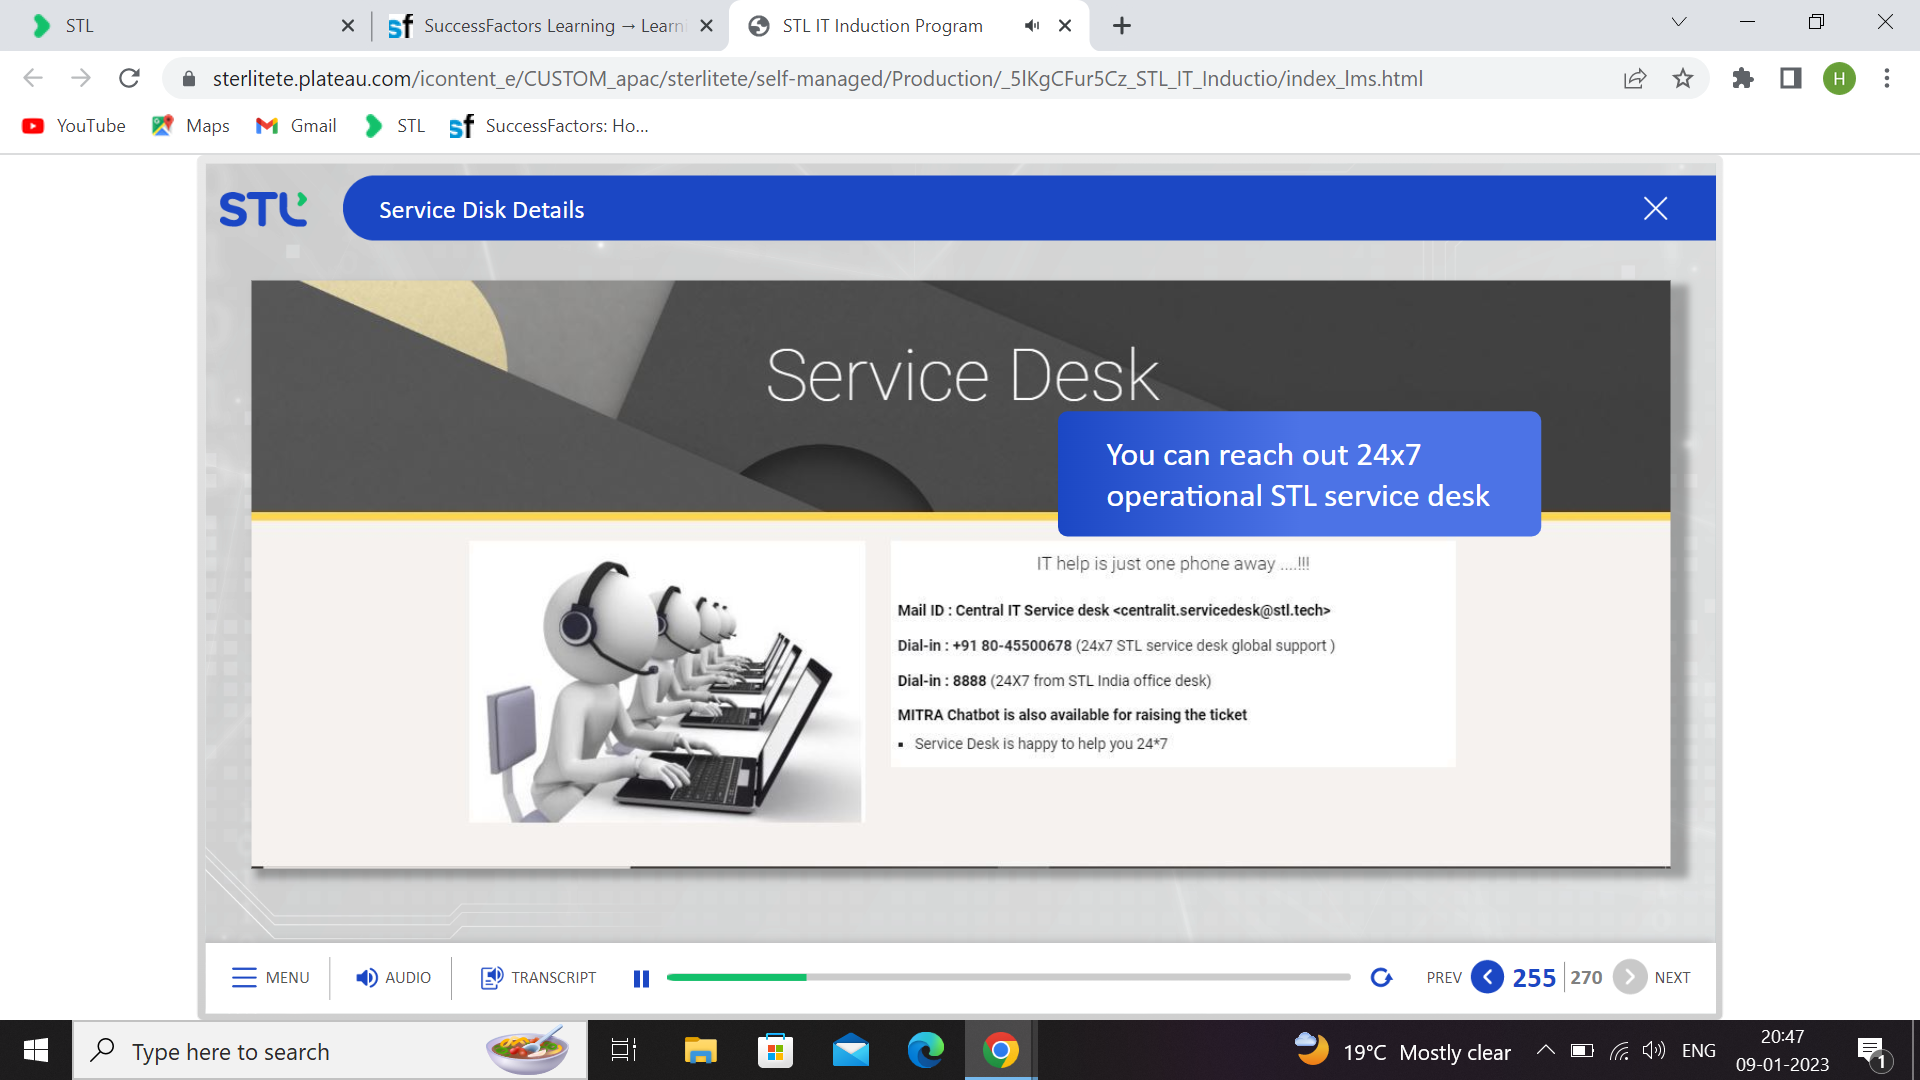 STL
SuccessFactors Learning → Learni
STL IT Induction Program
sterlitete.plateau.com/icontent_e/CUSTOM_apac/sterlitete/self-managed/Production/_5lKgCFur5Cz_STL_IT_Inductio/index_lms.html
H
YouTube
Maps
Gmail
STL
sf
SuccessFactors: Ho...
STL
Service Disk Details
Service Desk
You can reach out 24x7
operational STL service desk
IT help is just one phone away ....!!!
Mail ID : Central IT Service desk <centralit.servicedesk@stl.tech>
Dial-in : +91 80-45500678 (24x7 STL service desk global support )
Dial-in : 8888 (24X7 from STL India office desk)
MITRA Chatbot is also available for raising the ticket
▪ Service Desk is happy to help you 24*7
MENU
AUDIO
TRANSCRIPT
PREV
255
270
NEXT
Type here to search
19°C Mostly clear
ENG
20:47
09-01-2023
1